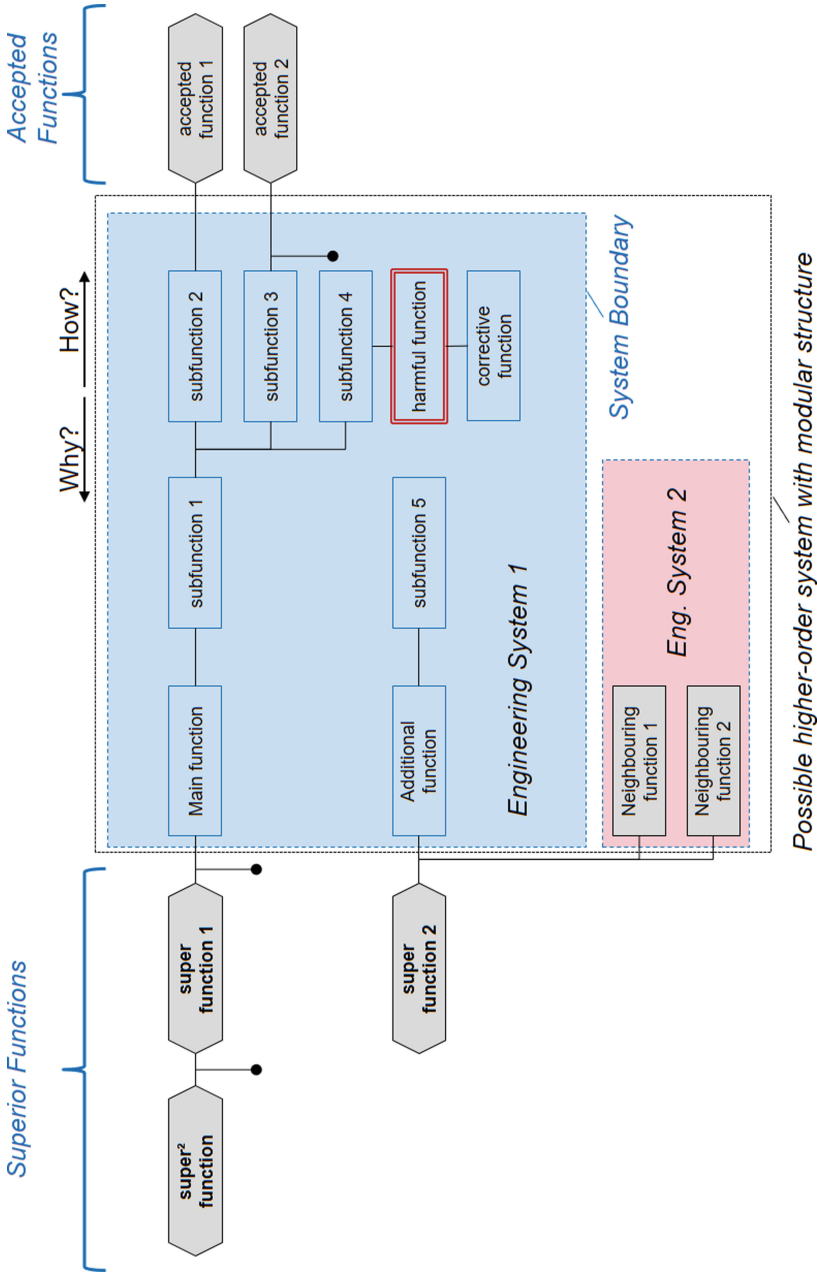 Superior Functions
Accepted
Functions
Why?
How?
super²
function
super
function 1
Main function
subfunction 1
subfunction 2
accepted
function 1
subfunction 3
accepted
function 2
subfunction 4
super
function 2
Additional
function
subfunction 5
harmful function
corrective
function
Engineering System 1
System Boundary
Neighbouring
function 1
Eng. System 2
Neighbouring
function 2
Possible higher-order system with modular structure